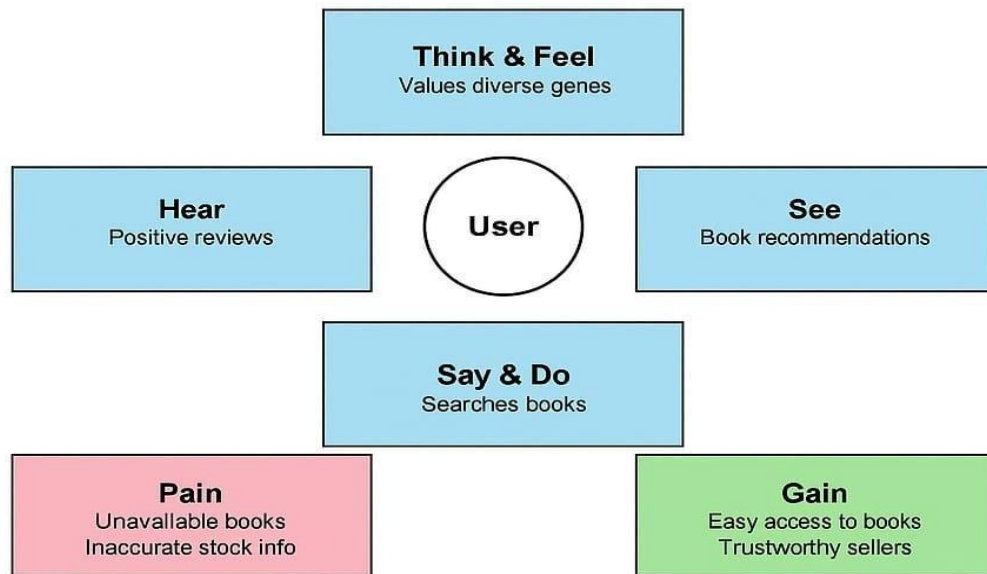 Think & Feel
Values diverse genes
Hear
Positive reviews
User
See
Book recommendations
Say & Do
Searches books
Pain
Unavallable books
Inaccurate stock info
Gain
Easy access to books
Trustworthy sellers